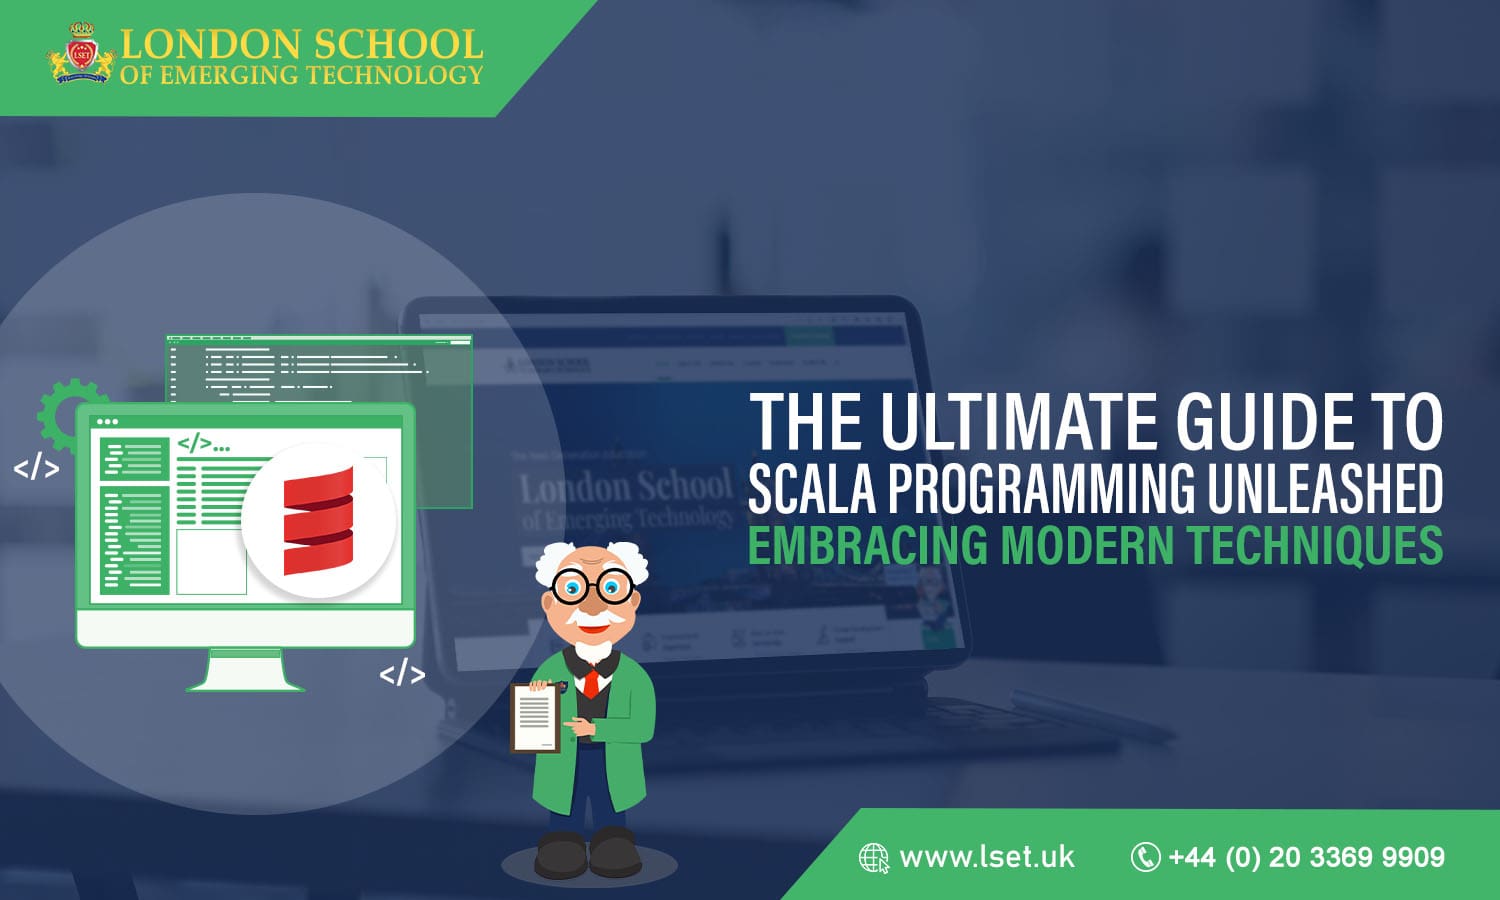 LSET
LONDON SCHOOL
OF EMERGING TECHNOLOGY
</>...
</>
</>
London School
of Emerging Technology
THE ULTIMATE GUIDE TO
SCALA PROGRAMMING UNLEASHED
EMBRACING MODERN TECHNIQUES
www.lset.uk
+44 (0) 20 3369 9909